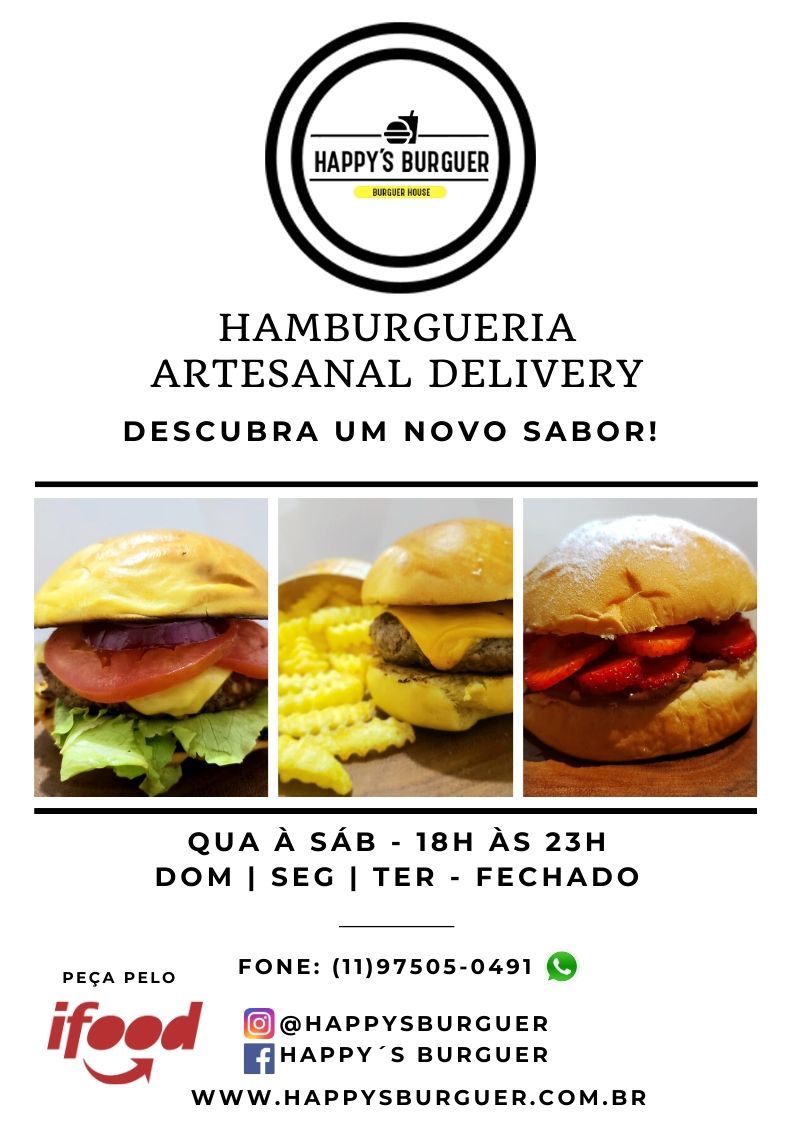 HAPPY´S BURGUER
BURGUER HOUSE
HAMBURGUERIA
ARTESANAL DELIVERY
DESCUBRA UM NOVO SABOR!
QUA À SÁB - 18H ÀS 23H
DOM | SEG | TER - FECHADO
FONE: (11)97505-0491
PEÇA PELO
ifood
@HAPPYSBURGUER
HAPPY´S BURGUER
WWW.HAPPYSBURGUER.COM.BR